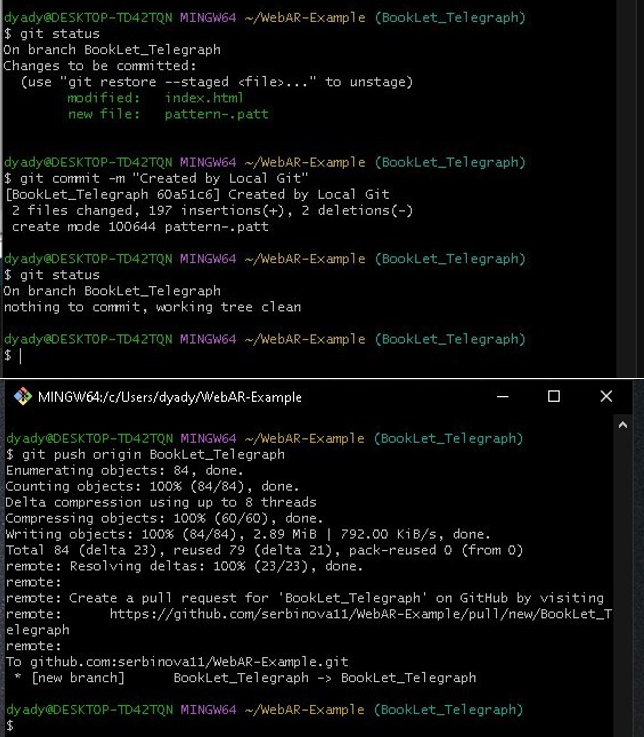 dyady@DESKTOP-TD42TQN MINGW64 ~/WebAR-Example (BookLet_Telegraph)
$ git status
On branch BookLet_Telegraph
Changes to be committed:
  (use "git restore --staged <file>..." to unstage)
        modified:   index.html
        new file:   pattern-.patt
dyady@DESKTOP-TD42TQN MINGW64 ~/WebAR-Example (BookLet_Telegraph)
$ git commit -m "Created by Local Git"
[BookLet_Telegraph 60a51c6] Created by Local Git
 2 files changed, 197 insertions(+), 2 deletions(-)
 create mode 100644 pattern-.patt
dyady@DESKTOP-TD42TQN MINGW64 ~/WebAR-Example (BookLet_Telegraph)
$ git status
On branch BookLet_Telegraph
nothing to commit, working tree clean
dyady@DESKTOP-TD42TQN MINGW64 ~/WebAR-Example (BookLet_Telegraph)
$
MINGW64:/c/Users/dyady/WebAR-Example
dyady@DESKTOP-TD42TQN MINGW64 ~/WebAR-Example (BookLet_Telegraph)
$ git push origin BookLet_Telegraph
Enumerating objects: 84, done.
Counting objects: 100% (84/84), done.
Delta compression using up to 8 threads
Compressing objects: 100% (60/60), done.
Writing objects: 100% (84/84), 2.89 MiB | 792.00 KiB/s, done.
Total 84 (delta 23), reused 79 (delta 21), pack-reused 0 (from 0)
remote: Resolving deltas: 100% (23/23), done.
remote:
remote: Create a pull request for 'BookLet_Telegraph' on GitHub by visiting
remote:      https://github.com/serbinova11/WebAR-Example/pull/new/BookLet_T
elegraph
remote:
To github.com:serbinova11/WebAR-Example.git
 * [new branch]      BookLet_Telegraph -> BookLet_Telegraph
dyady@DESKTOP-TD42TQN MINGW64 ~/WebAR-Example (BookLet_Telegraph)
$